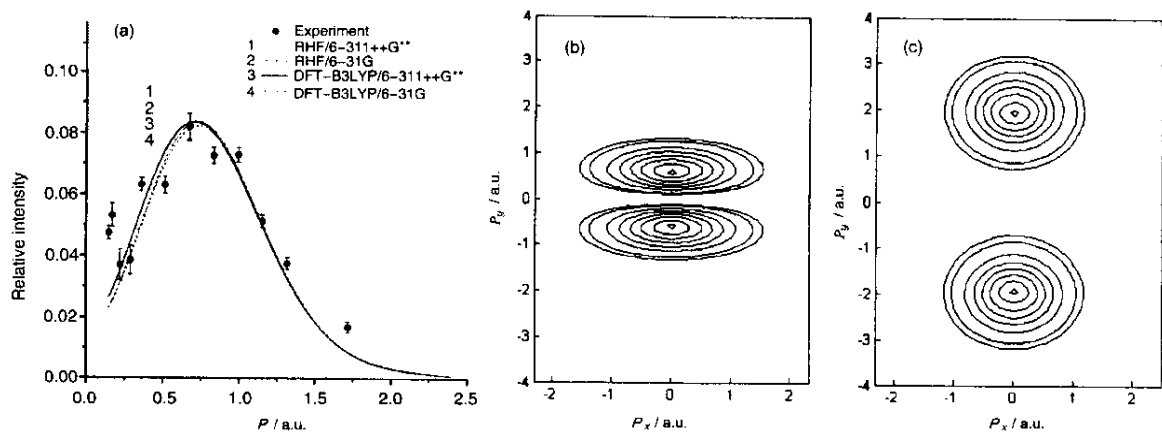 (a)
Experiment
1 RHF/6-311++G**
2 RHF/6-31G
3 DFT-B3LYP/6-311++G**
4 DFT-B3LYP/6-31G
1
2
3
4
Relative intensity
0.10
0.08
0.06
0.04
0.02
0.00
0.0 0.5 1.0 1.5 2.0 2.5
P / a.u.
(b)
Py / a.u.
4
3
2
1
0
-1
-2
-3
-4
-2 -1 0 1 2
Px / a.u.
(c)
Py / a.u.
4
3
2
1
0
-1
-2
-3
-4
-2 -1 0 1 2
Px / a.u.